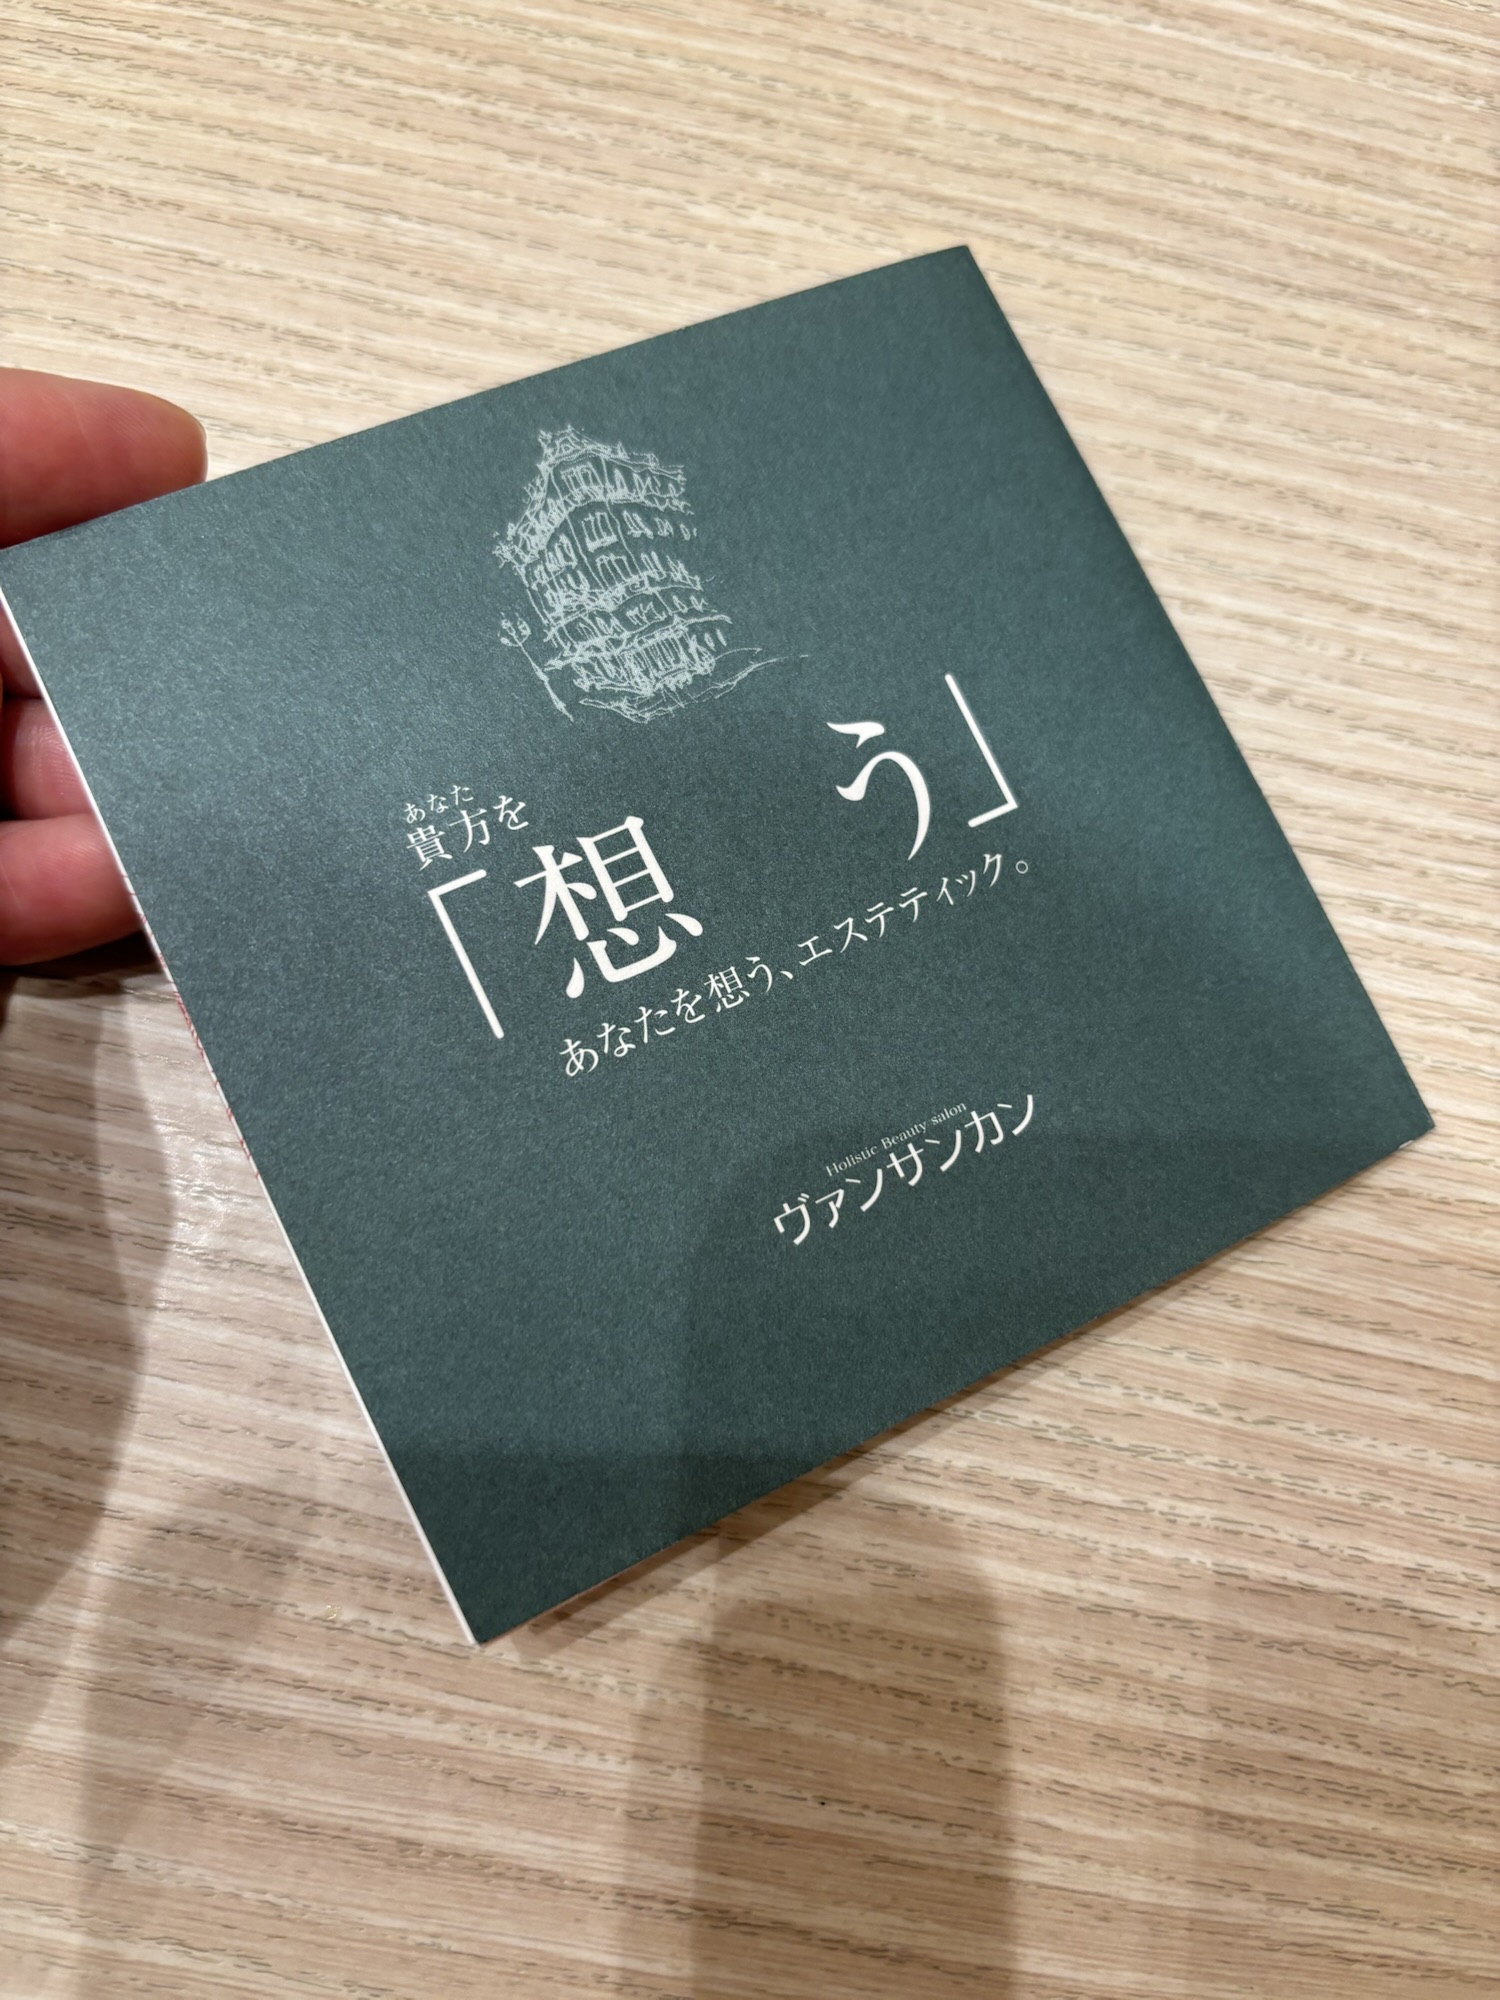 あなた
貴方を
「想う」
あなたを想う、エステティック。
Holistic Beauty salon
ヴァンサンカン